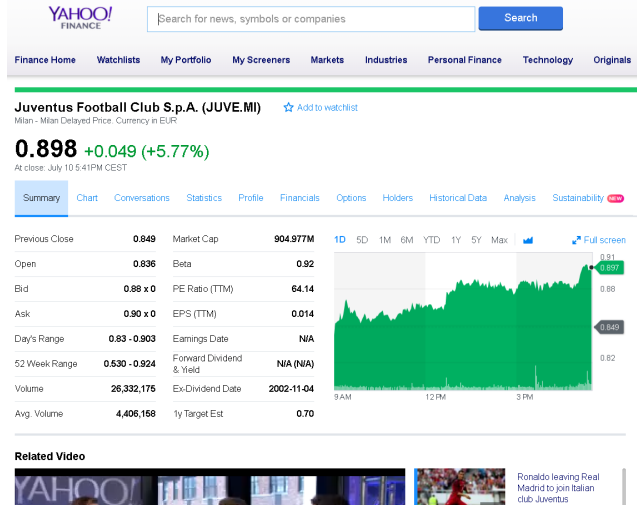 YAHOO!
FINANCE
Search for news, symbols or companies
Search
Finance Home Watchlists My Portfolio My Screeners Markets Industries Personal Finance Technology Originals
Juventus Football Club S.p.A. (JUVE.MI) Add to watchlist
Milan - Milan Delayed Price. Currency in EUR
0.898 +0.049 (+5.77%)
At close: July 10 5:41PM CEST
Summary Chart Conversations Statistics Profile Financials Options Holders Historical Data Analysis Sustainability NEW
Previous Close 0.849 Market Cap 904.977M
Open 0.836 Beta 0.92
Bid 0.88 x 0 PE Ratio (TTM) 64.14
Ask 0.90 x 0 EPS (TTM) 0.014
Day's Range 0.83 - 0.903 Earnings Date N/A
52 Week Range 0.530 - 0.924 Forward Dividend & Yield N/A (N/A)
Volume 26,332,175 Ex-Dividend Date 2002-11-04
Avg. Volume 4,406,158 1y Target Est 0.70
1D 5D 1M 6M YTD 1Y 5Y Max Full screen
0.91
0.897
0.88
0.849
0.82
9 AM 12 PM 3 PM
Related Video
YAHOO!
Ronaldo leaving Real
Madrid to join Italian
club Juventus